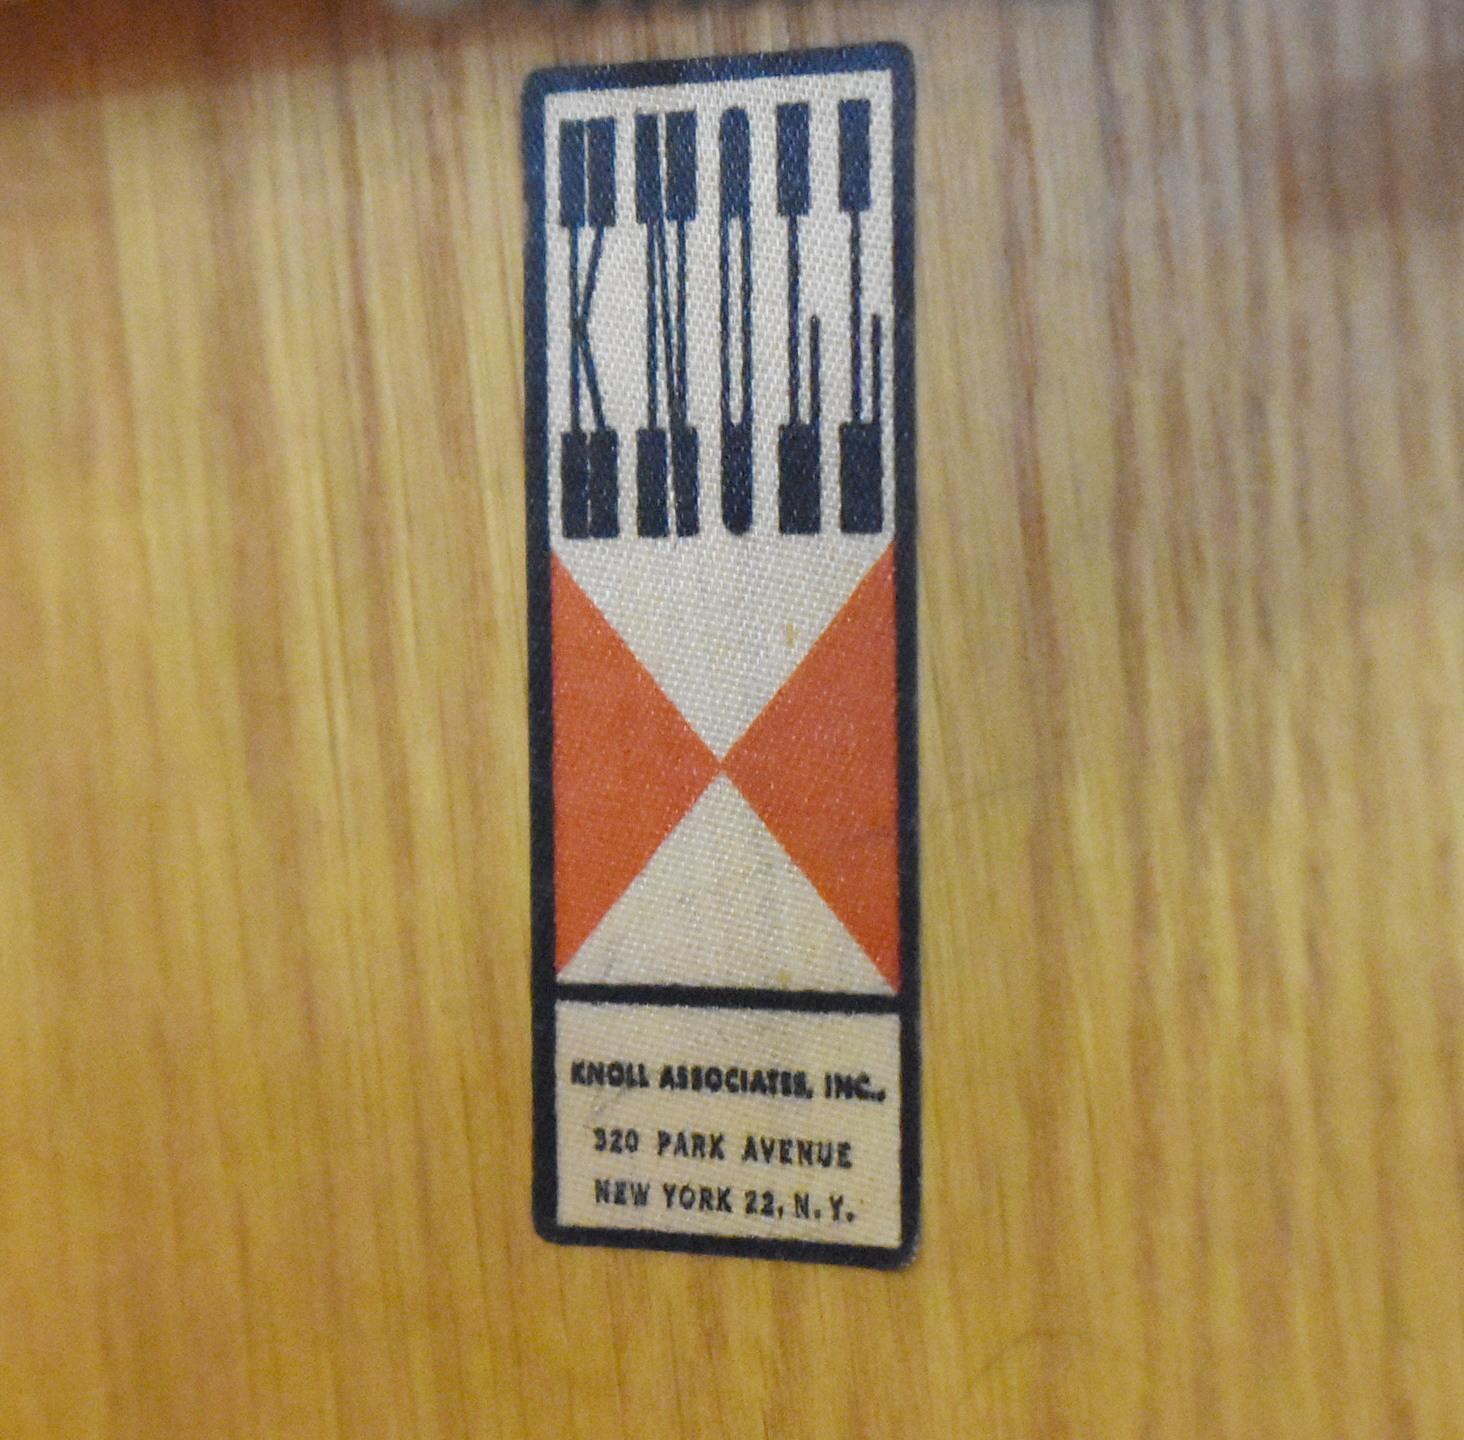 KNOLL
KNOLL ASSOCIATES, INC.,
320 PARK AVENUE
NEW YORK 22, N.Y.